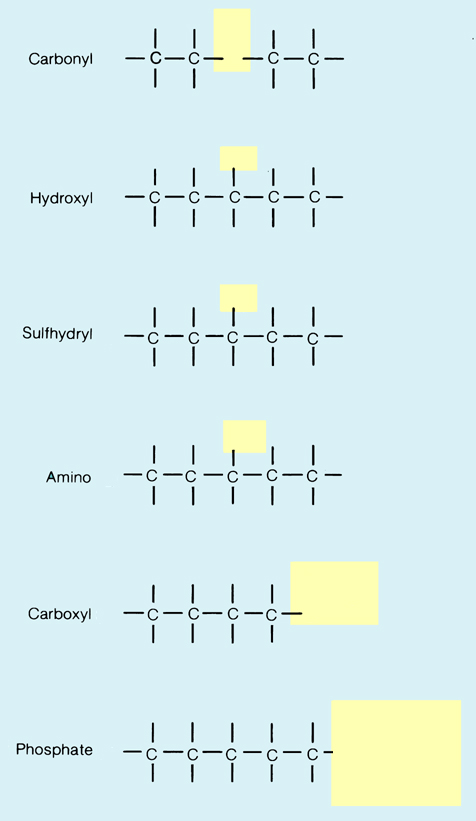 Carbonyl C C C C
Hydroxyl C C C C C
Sulfhydryl C C C C C
Amino C C C C C
Carboxyl C C C C
Phosphate C C C C C